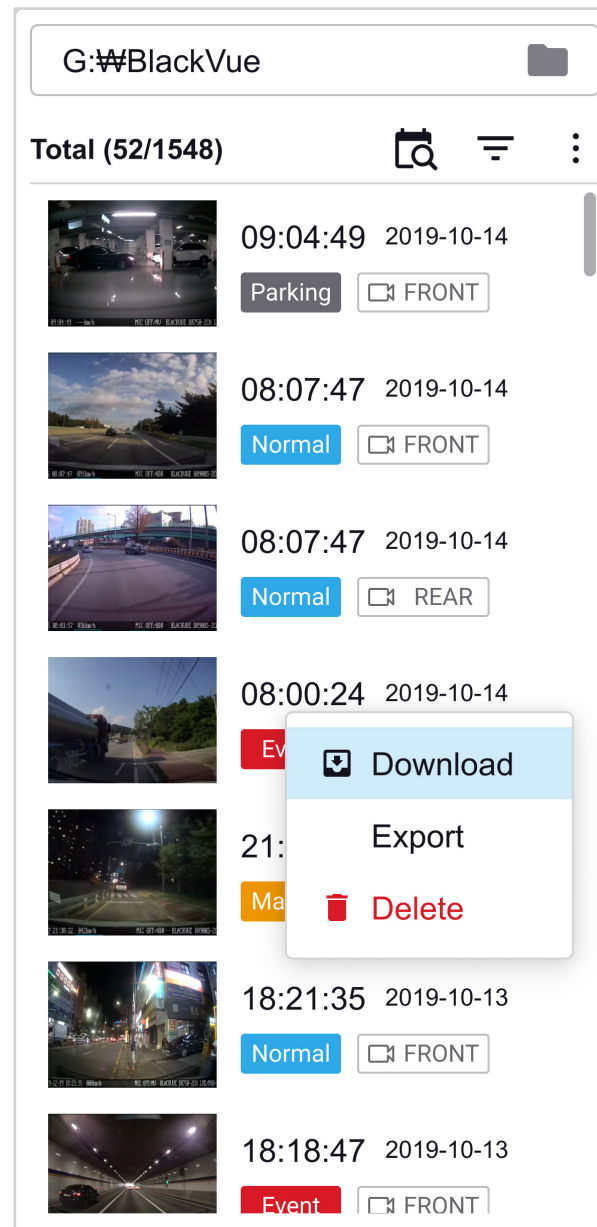 G:₩BlackVue
Total (52/1548)
09:04:49 2019-10-14
Parking FRONT
08:07:47 2019-10-14
Normal FRONT
08:07:47 2019-10-14
Normal REAR
08:00:24 2019-10-14
Download
Export
Delete
18:21:35 2019-10-13
Normal FRONT
18:18:47 2019-10-13
Event FRONT